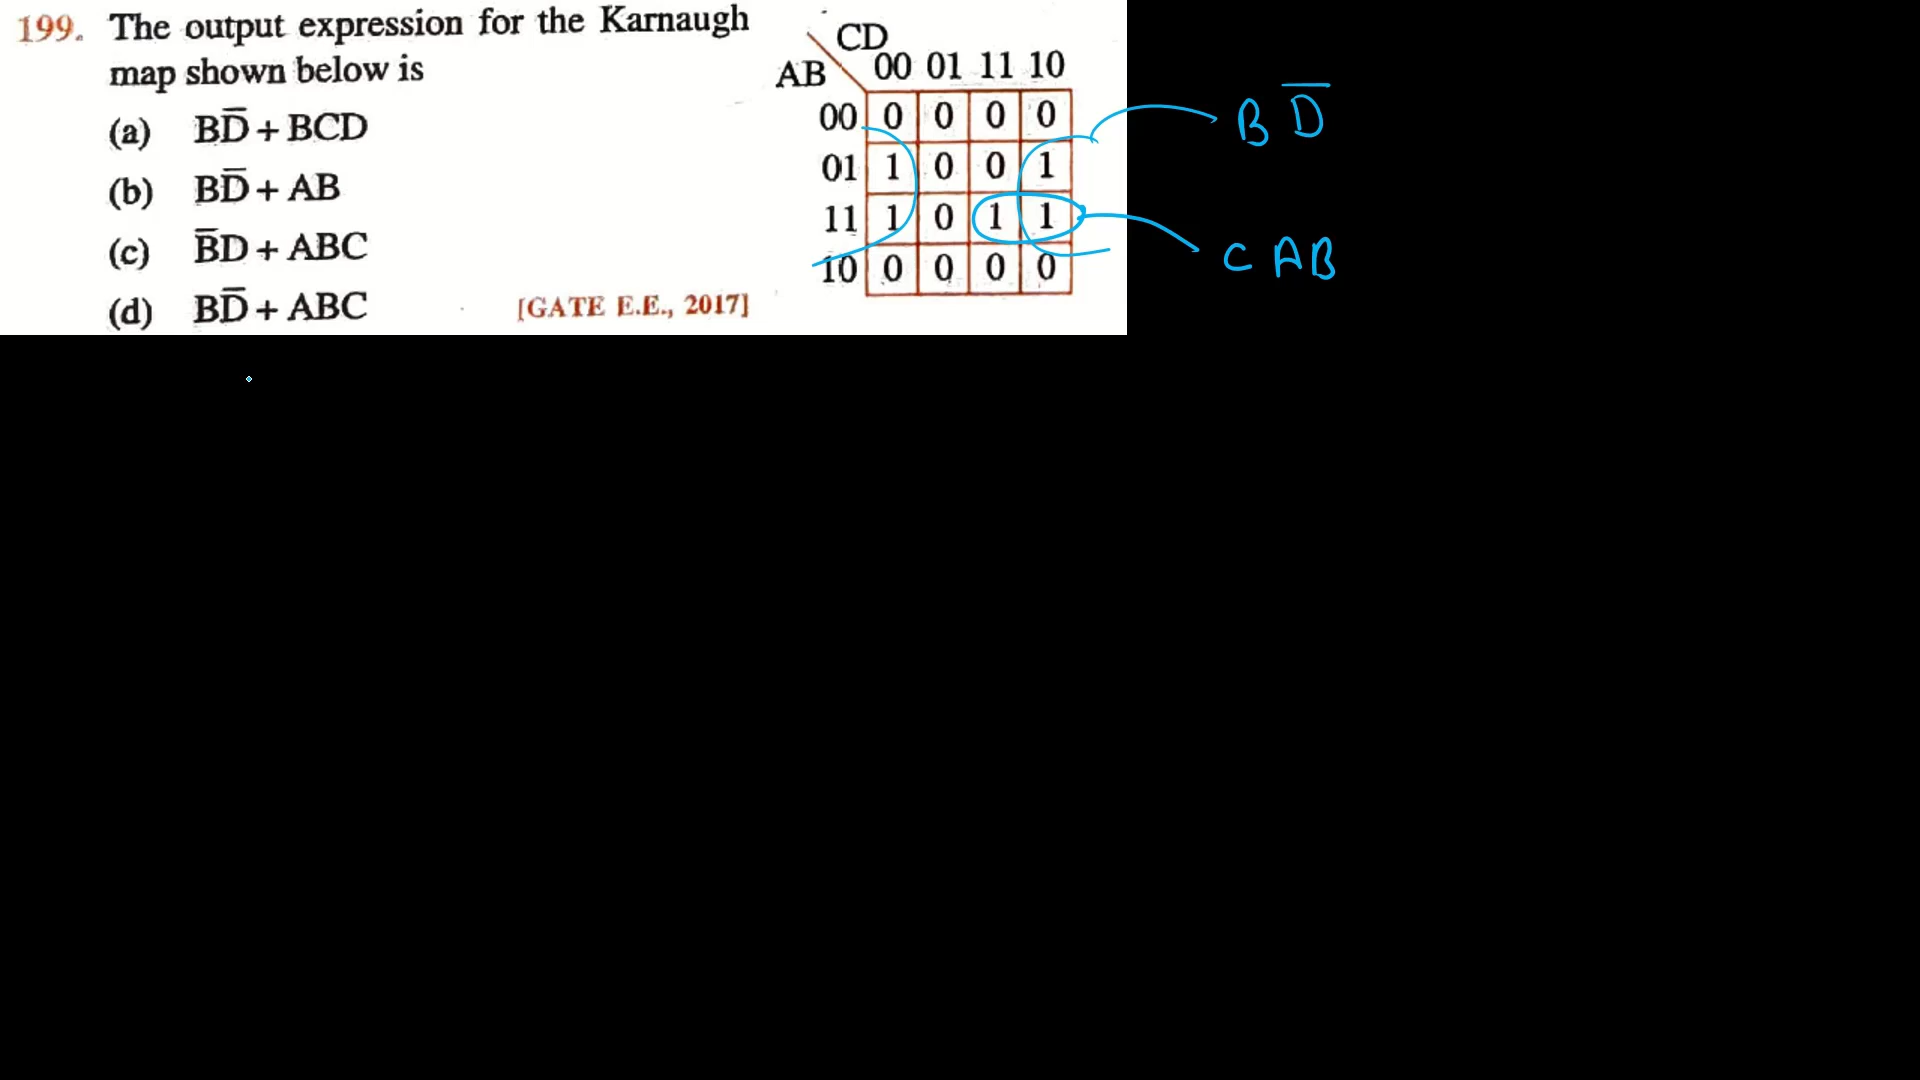 199. The output expression for the Karnaugh
map shown below is
(a) BD̅ + BCD
(b) BD̅ + AB
(c) B̅D + ABC
(d) BD̅ + ABC [GATE E.E., 2017]
CD
AB 00 01 11 10
00 0 0 0 0
01 1 0 0 1
11 1 0 1 1
10 0 0 0 0
B D̅
C A B